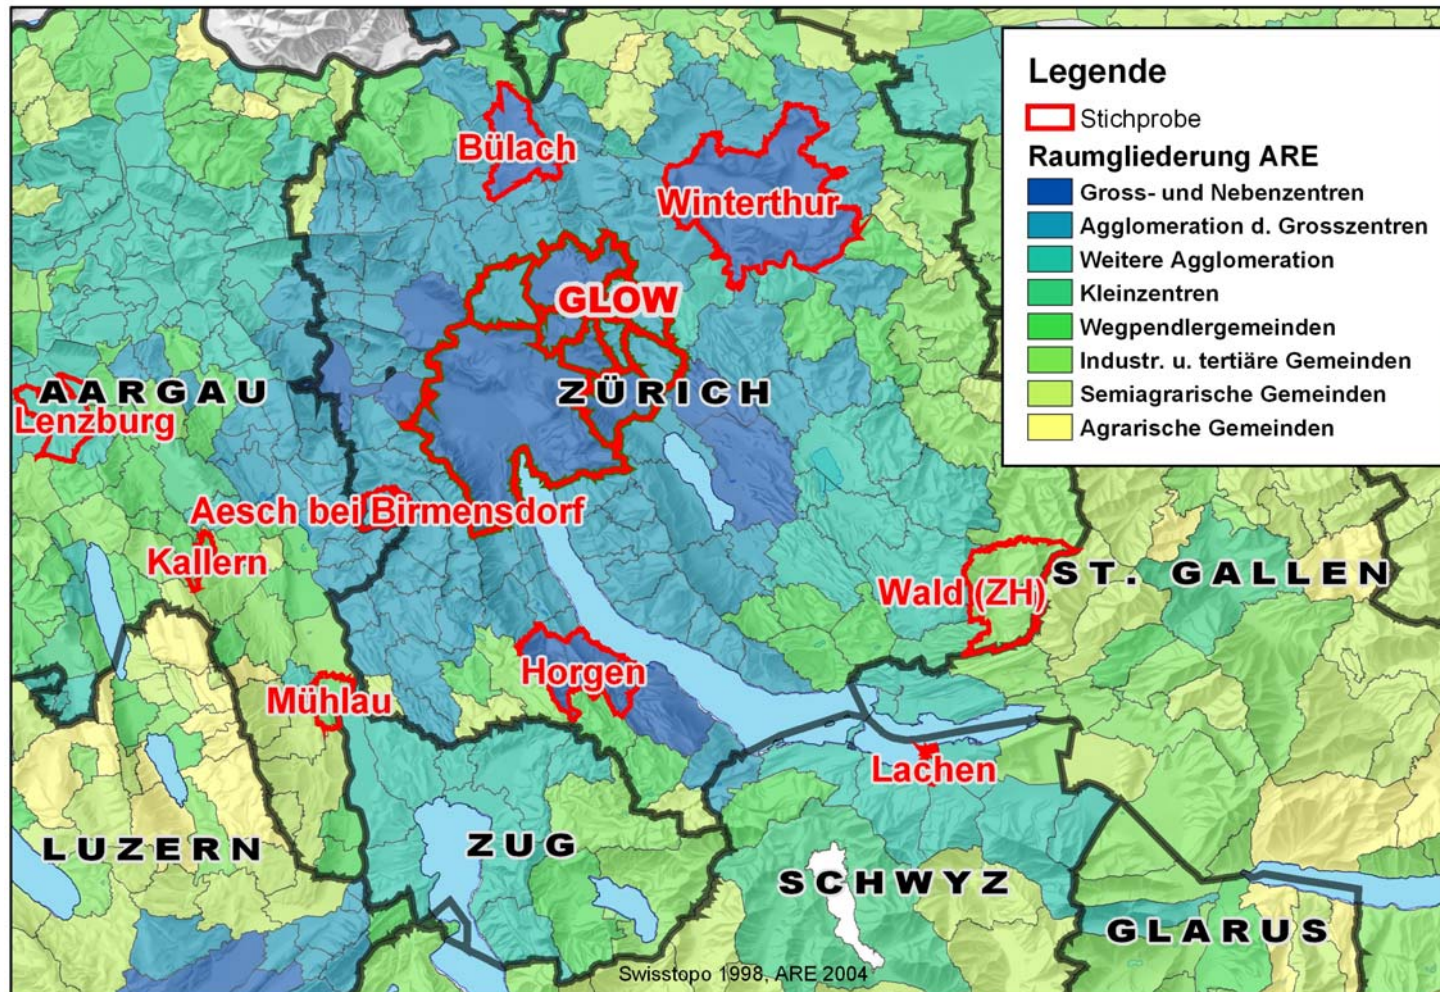 Legende
Stichprobe
Raumgliederung ARE
Gross- und Nebenzentren
Agglomeration d. Grosszentren
Weitere Agglomeration
Kleinzentren
Wegpendlergemeinden
Industr. u. tertiäre Gemeinden
Semiagrarische Gemeinden
Agrarische Gemeinden
Bülach
Winterthur
GLOW
AARGAU
ZÜRICH
Lenzburg
Aesch bei Birmensdorf
Kallern
Wald (ZH)
ST. GALLEN
Horgen
Mühlau
Lachen
LUZERN
ZUG
SCHWYZ
GLARUS
Swisstopo 1998, ARE 2004